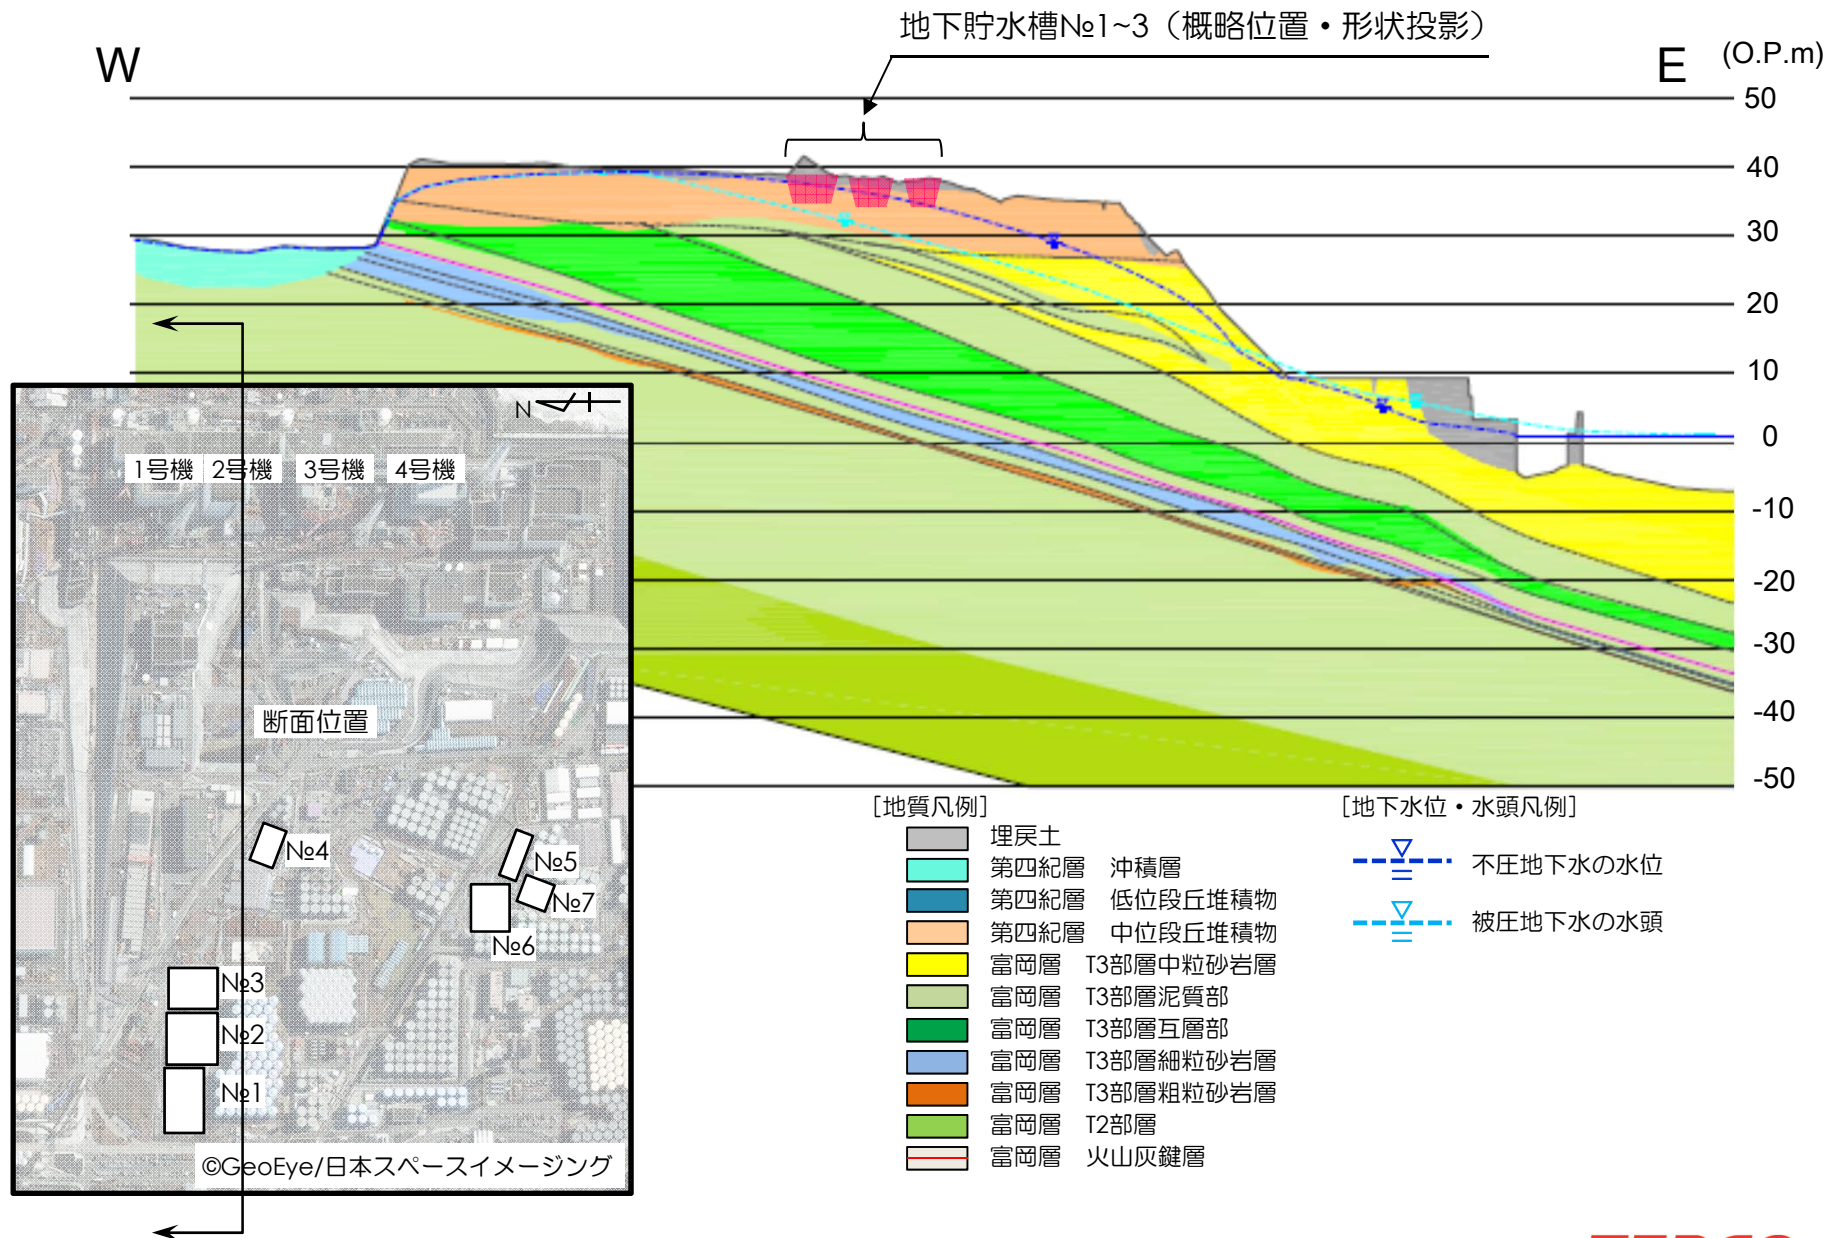 地下貯水槽№1~3（概略位置・形状投影）
W
E
(O.P.m)
50
40
30
20
10
0
-10
-20
-30
-40
-50
N
1号機
2号機
3号機
4号機
断面位置
№4
№5
№7
№6
№3
№2
№1
©GeoEye/日本スペースイメージング
［地質凡例］
埋戻土
第四紀層　沖積層
第四紀層　低位段丘堆積物
第四紀層　中位段丘堆積物
富岡層　T3部層中粒砂岩層
富岡層　T3部層泥質部
富岡層　T3部層互層部
富岡層　T3部層細粒砂岩層
富岡層　T3部層粗粒砂岩層
富岡層　T2部層
富岡層　火山灰鍵層
［地下水位・水頭凡例］
不圧地下水の水位
被圧地下水の水頭